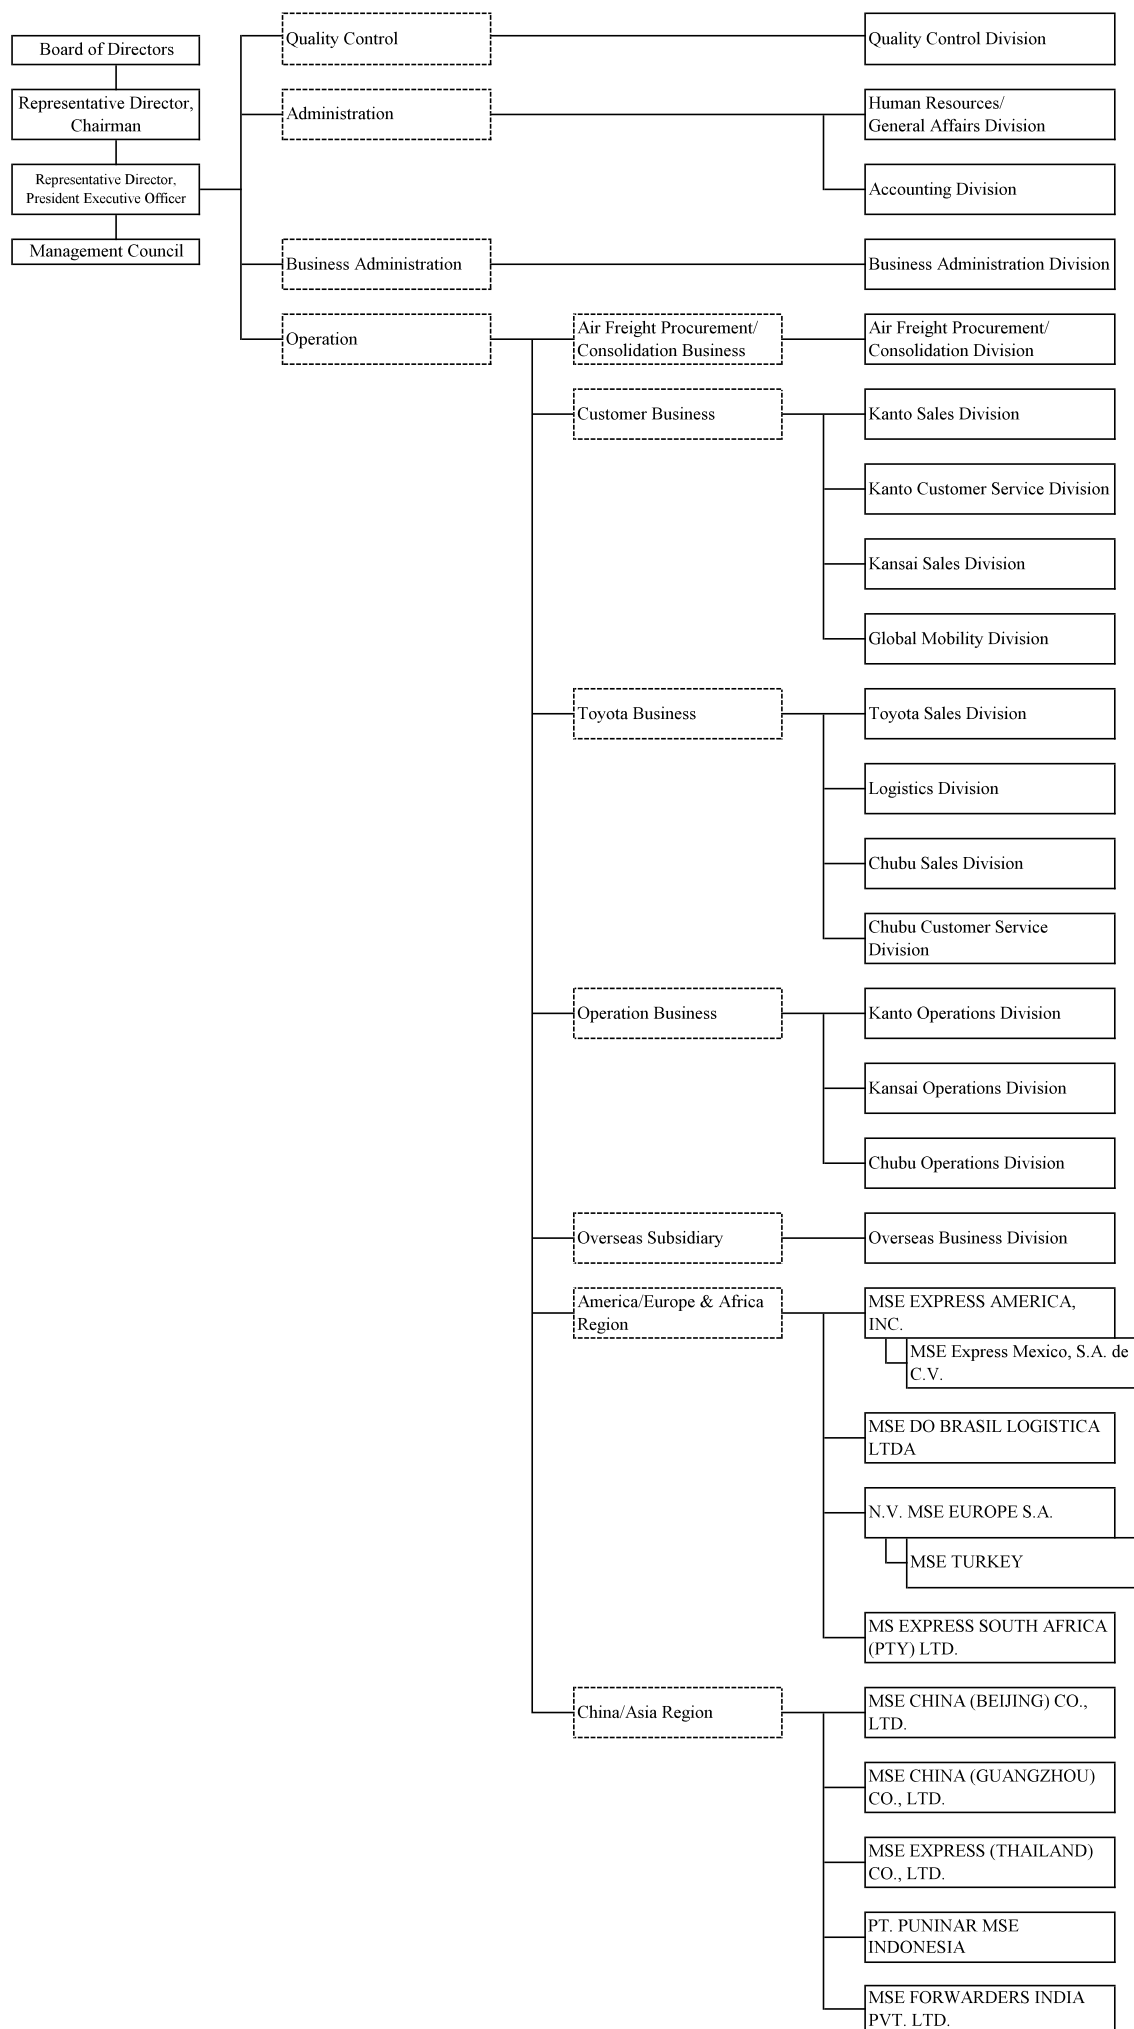 Board of Directors
Representative Director,
Chairman
Representative Director,
President Executive Officer
Management Council
Quality Control
Quality Control Division
Administration
Human Resources/
General Affairs Division
Accounting Division
Business Administration
Business Administration Division
Operation
Air Freight Procurement/
Consolidation Business
Air Freight Procurement/
Consolidation Division
Customer Business
Kanto Sales Division
Kanto Customer Service Division
Kansai Sales Division
Global Mobility Division
Toyota Business
Toyota Sales Division
Logistics Division
Chubu Sales Division
Chubu Customer Service
Division
Operation Business
Kanto Operations Division
Kansai Operations Division
Chubu Operations Division
Overseas Subsidiary
Overseas Business Division
America/Europe & Africa
Region
MSE EXPRESS AMERICA,
INC.
MSE Express Mexico, S.A. de
C.V.
MSE DO BRASIL LOGISTICA
LTDA
N.V. MSE EUROPE S.A.
MSE TURKEY
MS EXPRESS SOUTH AFRICA
(PTY) LTD.
China/Asia Region
MSE CHINA (BEIJING) CO.,
LTD.
MSE CHINA (GUANGZHOU)
CO., LTD.
MSE EXPRESS (THAILAND)
CO., LTD.
PT. PUNINAR MSE
INDONESIA
MSE FORWARDERS INDIA
PVT. LTD.